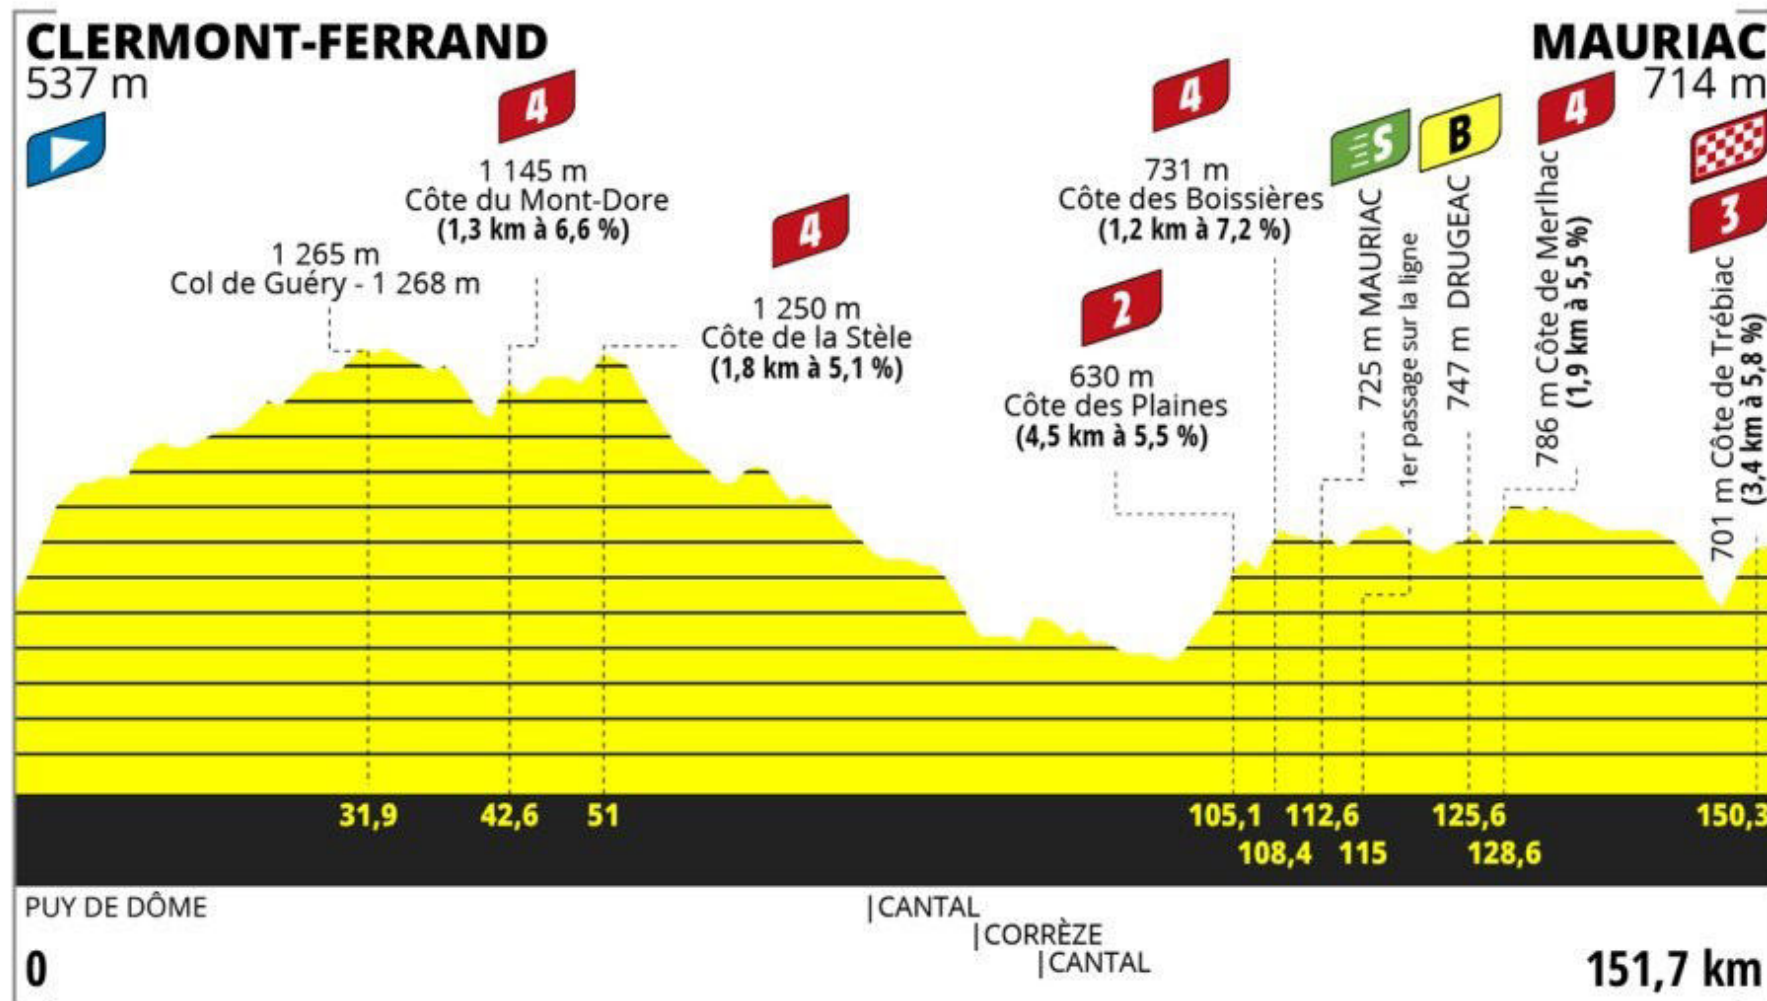 CLERMONT-FERRAND
537 m
MAURIAC
714 m
4
1 145 m
Côte du Mont-Dore
(1,3 km à 6,6 %)
1 265 m
Col de Guéry - 1 268 m
4
1 250 m
Côte de la Stèle
(1,8 km à 5,1 %)
4
731 m
Côte des Boissières
(1,2 km à 7,2 %)
2
630 m
Côte des Plaines
(4,5 km à 5,5 %)
S
725 m MAURIAC
1er passage sur la ligne
B
747 m DRUGEAC
4
786 m Côte de Merlhac
(1,9 km à 5,5 %)
3
701 m Côte de Trébiac
(3,4 km à 5,8 %)
31,9
42,6
51
105,1
112,6
125,6
150,3
108,4
115
128,6
PUY DE DÔME
|CANTAL
|CORRÈZE
|CANTAL
0
151,7 km